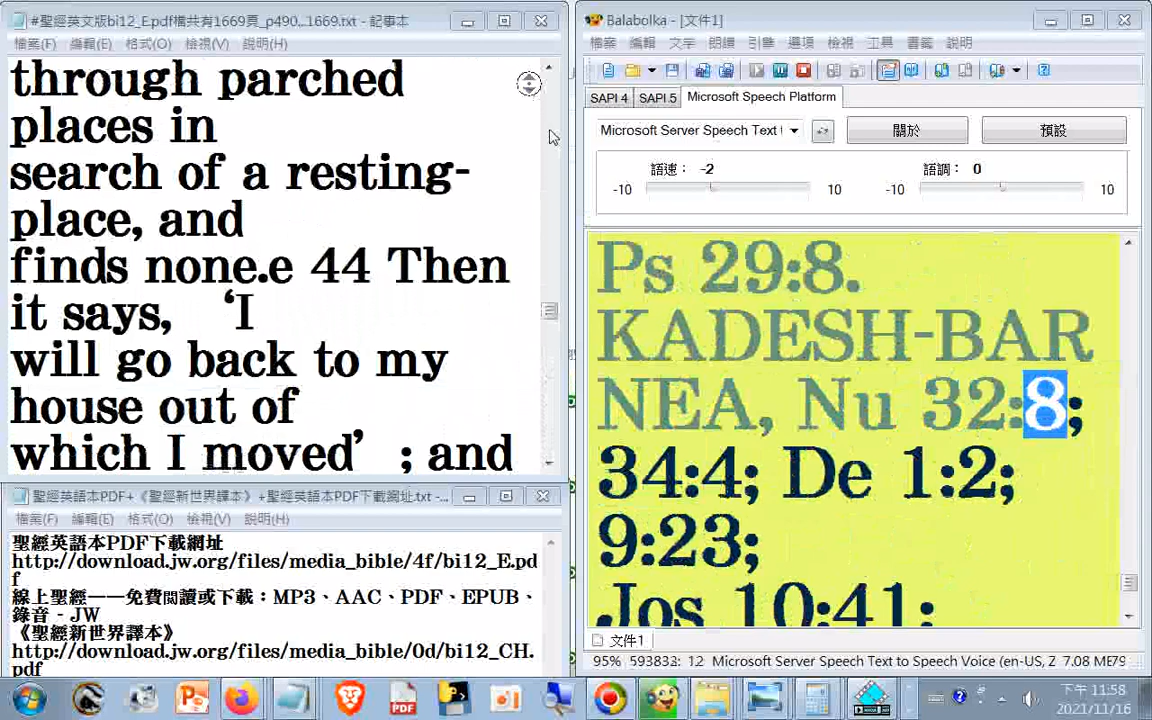 #聖經英文版bi12_E.pdf檔共有1669頁_p490...1669.txt - 記事本
檔案(F) 編輯(E) 格式(O) 檢視(V) 說明(H)
through parched
places in
search of a resting-
place, and
finds none.e 44 Then
it says, ‘I
will go back to my
house out of
which I moved’ ; and
聖經英語本PDF+《聖經新世界譯本》+聖經英語本PDF下載網址.txt -...
檔案(F) 編輯(E) 格式(O) 檢視(V) 說明(H)
聖經英語本PDF下載網址
http://download.jw.org/files/media_bible/4f/bi12_E.pd
f
線上聖經——免費閱讀或下載：MP3、AAC、PDF、EPUB、
錄音 - JW
《聖經新世界譯本》
http://download.jw.org/files/media_bible/0d/bi12_CH.
pdf
Balabolka - [文件1]
檔案 編輯 文字 朗讀 引擎 選項 檢視 工具 書籤 說明
SAPI 4 SAPI 5 Microsoft Speech Platform
Microsoft Server Speech Text 關於 預設
語速： -2 語調： 0
-10 10 -10 10
Ps 29:8.
KADESH-BAR
NEA, Nu 32:8;
34:4; De 1:2;
9:23;
Jos 10:41;
文件1
95% 593832: 12 Microsoft Server Speech Text to Speech Voice (en-US, Z 7.08 ME79
PDF
下午 11:58
2021/11/16